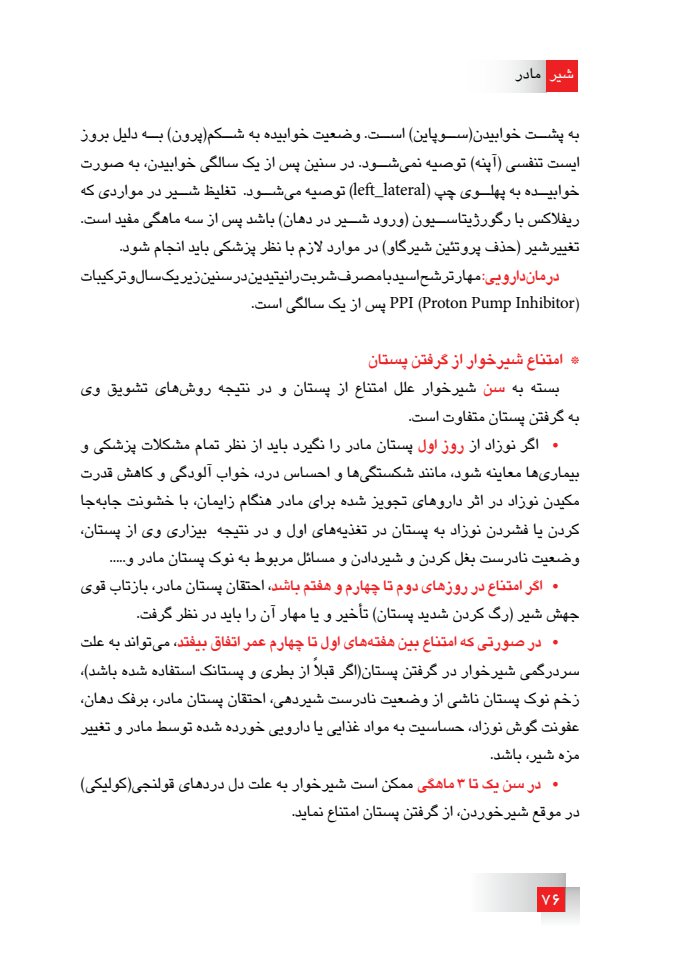 شیر مادر
به پشت خوابیدن(سوپاین) است. وضعیت خوابیده به شکم(پرون) به دلیل بروز
ایست تنفسی (آپنه) توصیه نمی‌شود. در سنین پس از یک سالگی خوابیدن، به صورت
خوابیده به پهلوی چپ (left_lateral) توصیه می‌شود. تغلیظ شیر در مواردی که
ریفلاکس با رگورژیتاسیون (ورود شیر در دهان) باشد پس از سه ماهگی مفید است.
تغییرشیر (حذف پروتئین شیرگاو) در موارد لازم با نظر پزشکی باید انجام شود.
درمان‌دارویی: مهار ترشح اسید با مصرف شربت رانیتیدین در سنین زیر یک سال و ترکیبات
PPI (Proton Pump Inhibitor) پس از یک سالگی است.
* امتناع شیرخوار از گرفتن پستان
بسته به سن شیرخوار علل امتناع از پستان و در نتیجه روش‌های تشویق وی
به گرفتن پستان متفاوت است.
• اگر نوزاد از روز اول پستان مادر را نگیرد باید از نظر تمام مشکلات پزشکی و
بیماری‌ها معاینه شود، مانند شکستگی‌ها و احساس درد، خواب آلودگی و کاهش قدرت
مکیدن نوزاد در اثر داروهای تجویز شده برای مادر هنگام زایمان، با خشونت جابه‌جا
کردن یا فشردن نوزاد به پستان در تغذیه‌های اول و در نتیجه بیزاری وی از پستان،
وضعیت نادرست بغل کردن و شیردادن و مسائل مربوط به نوک پستان مادر و.....
• اگر امتناع در روزهای دوم تا چهارم و هفتم باشد، احتقان پستان مادر، بازتاب قوی
جهش شیر (رگ کردن شدید پستان) تأخیر و یا مهار آن را باید در نظر گرفت.
• در صورتی که امتناع بین هفته‌های اول تا چهارم عمر اتفاق بیفتد، می‌تواند به علت
سردرگمی شیرخوار در گرفتن پستان(اگر قبلاً از بطری و پستانک استفاده شده باشد)،
زخم نوک پستان ناشی از وضعیت نادرست شیردهی، احتقان پستان مادر، برفک دهان،
عفونت گوش نوزاد، حساسیت به مواد غذایی یا دارویی خورده شده توسط مادر و تغییر
مزه شیر، باشد.
• در سن یک تا ۳ ماهگی ممکن است شیرخوار به علت دل دردهای قولنجی(کولیکی)
در موقع شیرخوردن، از گرفتن پستان امتناع نماید.
۷۶